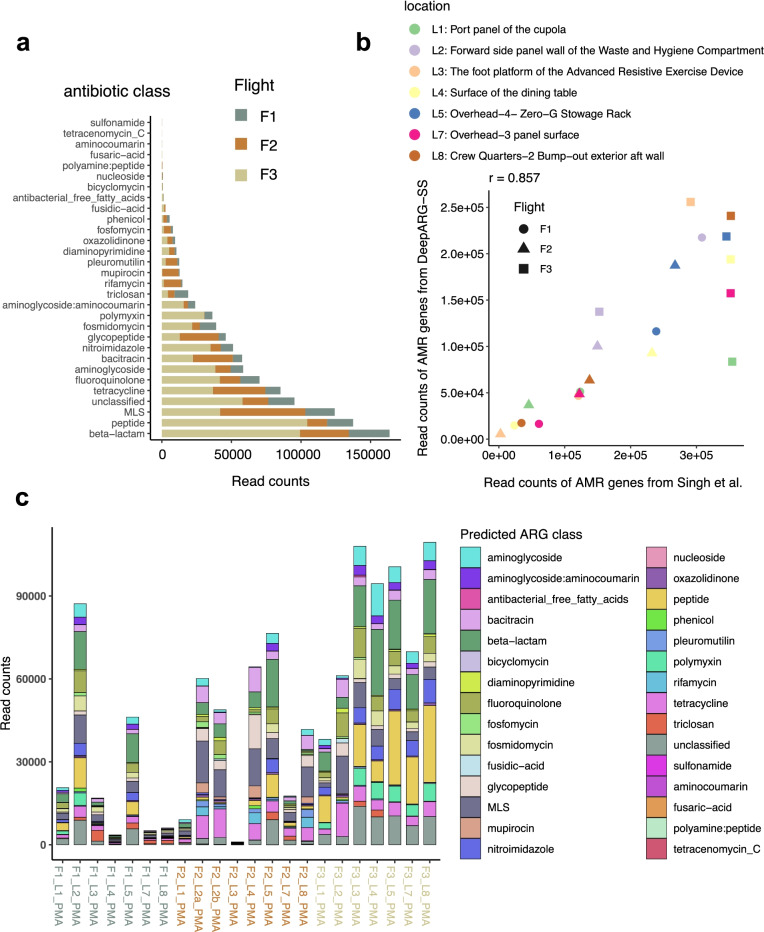 a
antibiotic class
Flight
F1
F2
F3
sulfonamide
tetracenomycin_C
aminocoumarin
fusaric-acid
polyamine:peptide
nucleoside
bicyclomycin
antibacterial_free_fatty_acids
fusidic-acid
phenicol
fosfomycin
oxazolidinone
diaminopyrimidine
pleuromutilin
mupirocin
rifamycin
triclosan
aminoglycoside:aminocoumarin
polymyxin
fosmidomycin
glycopeptide
nitroimidazole
bacitracin
aminoglycoside
fluoroquinolone
tetracycline
unclassified
MLS
peptide
beta-lactam
0
50000
100000
150000
Read counts
b
location
L1: Port panel of the cupola
L2: Forward side panel wall of the Waste and Hygiene Compartment
L3: The foot platform of the Advanced Resistive Exercise Device
L4: Surface of the dining table
L5: Overhead-4- Zero-G Stowage Rack
L7: Overhead-3 panel surface
L8: Crew Quarters-2 Bump-out exterior aft wall
r = 0.857
Flight
F1
F2
F3
Read counts of AMR genes from DeepARG-SS
2.5e+05
2.0e+05
1.5e+05
1.0e+05
5.0e+04
0.0e+00
0e+00
1e+05
2e+05
3e+05
Read counts of AMR genes from Singh et al.
c
Read counts
90000
60000
30000
0
F1_L1_PMA
F1_L2_PMA
F1_L3_PMA
F1_L4_PMA
F1_L5_PMA
F1_L7_PMA
F1_L8_PMA
F2_L1_PMA
F2_L2a_PMA
F2_L2b_PMA
F2_L3_PMA
F2_L4_PMA
F2_L5_PMA
F2_L7_PMA
F2_L8_PMA
F3_L1_PMA
F3_L2_PMA
F3_L3_PMA
F3_L4_PMA
F3_L5_PMA
F3_L7_PMA
F3_L8_PMA
Predicted ARG class
aminoglycoside
aminoglycoside:aminocoumarin
antibacterial_free_fatty_acids
bacitracin
beta-lactam
bicyclomycin
diaminopyrimidine
fluoroquinolone
fosfomycin
fosmidomycin
fusidic-acid
glycopeptide
MLS
mupirocin
nitroimidazole
nucleoside
oxazolidinone
peptide
phenicol
pleuromutilin
polymyxin
rifamycin
tetracycline
triclosan
unclassified
sulfonamide
aminocoumarin
fusaric-acid
polyamine:peptide
tetracenomycin_C